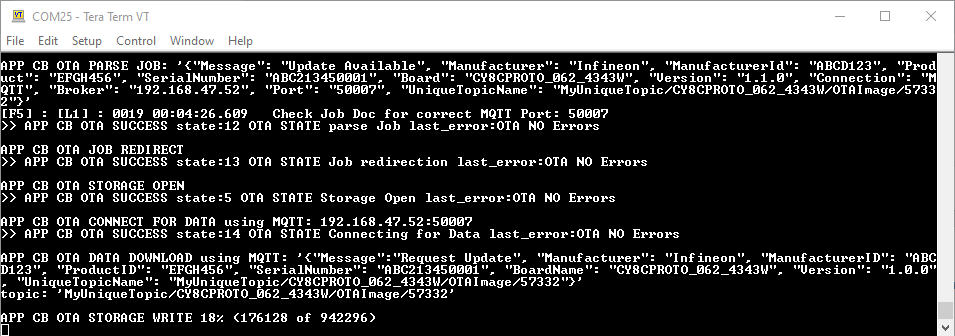 COM25 - Tera Term VT
File Edit Setup Control Window Help
APP CB OTA PARSE JOB: '{"Message": "Update Available", "Manufacturer": "Infineon", "ManufacturerId": "ABCD123", "Prod
uct": "EFGH456", "SerialNumber": "ABC213450001", "Board": "CY8CPROTO_062_4343W", "Version": "1.1.0", "Connection": "M
QTT", "Broker": "192.168.47.52", "Port": "50007", "UniqueTopicName": "MyUniqueTopic/CY8CPROTO_062_4343W/OTAImage/5733
2"}'
[F5] : [L1] : 0019 00:04:26.609   Check Job Doc for correct MQTT Port: 50007
>> APP CB OTA SUCCESS state:12 OTA STATE parse Job last_error:OTA NO Errors
APP CB OTA JOB REDIRECT
>> APP CB OTA SUCCESS state:13 OTA STATE Job redirection last_error:OTA NO Errors
APP CB OTA STORAGE OPEN
>> APP CB OTA SUCCESS state:5 OTA STATE Storage Open last_error:OTA NO Errors
APP CB OTA CONNECT FOR DATA using MQTT: 192.168.47.52:50007
>> APP CB OTA SUCCESS state:14 OTA STATE Connecting for Data last_error:OTA NO Errors
APP CB OTA DATA DOWNLOAD using MQTT: '{"Message":"Request Update", "Manufacturer": "Infineon", "ManufacturerID": "ABC
D123", "ProductID": "EFGH456", "SerialNumber": "ABC213450001", "BoardName": "CY8CPROTO_062_4343W", "Version": "1.0.0"
, "UniqueTopicName": "MyUniqueTopic/CY8CPROTO_062_4343W/OTAImage/57332"}'
topic: 'MyUniqueTopic/CY8CPROTO_062_4343W/OTAImage/57332'
APP CB OTA STORAGE WRITE 18% (176128 of 942296)